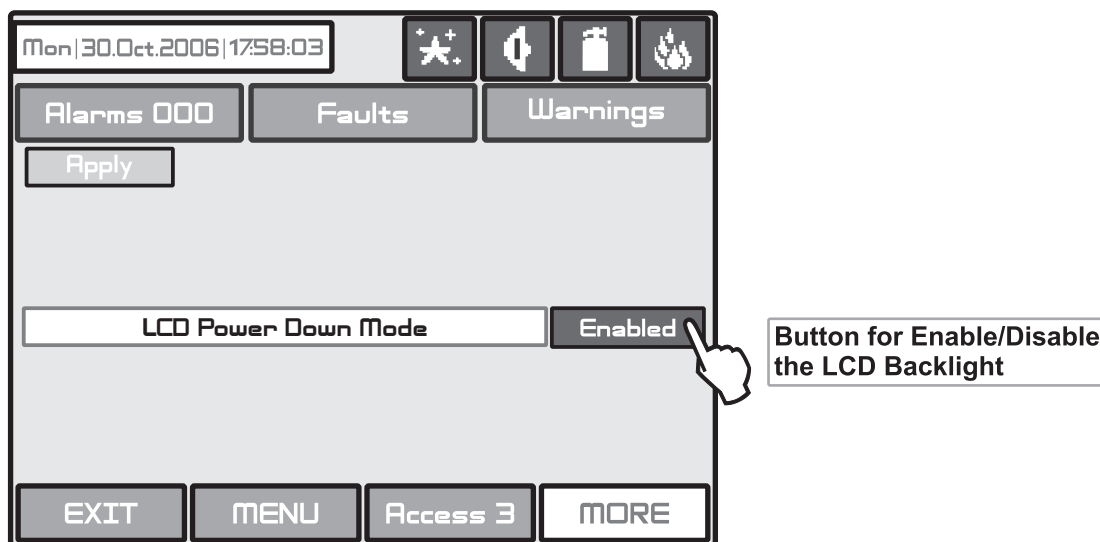 Mon|30.Oct.2006|17:58:03
Alarms 000
Faults
Warnings
Apply
LCD Power Down Mode
Enabled
Button for Enable/Disable
the LCD Backlight
EXIT
MENU
Access 3
MORE